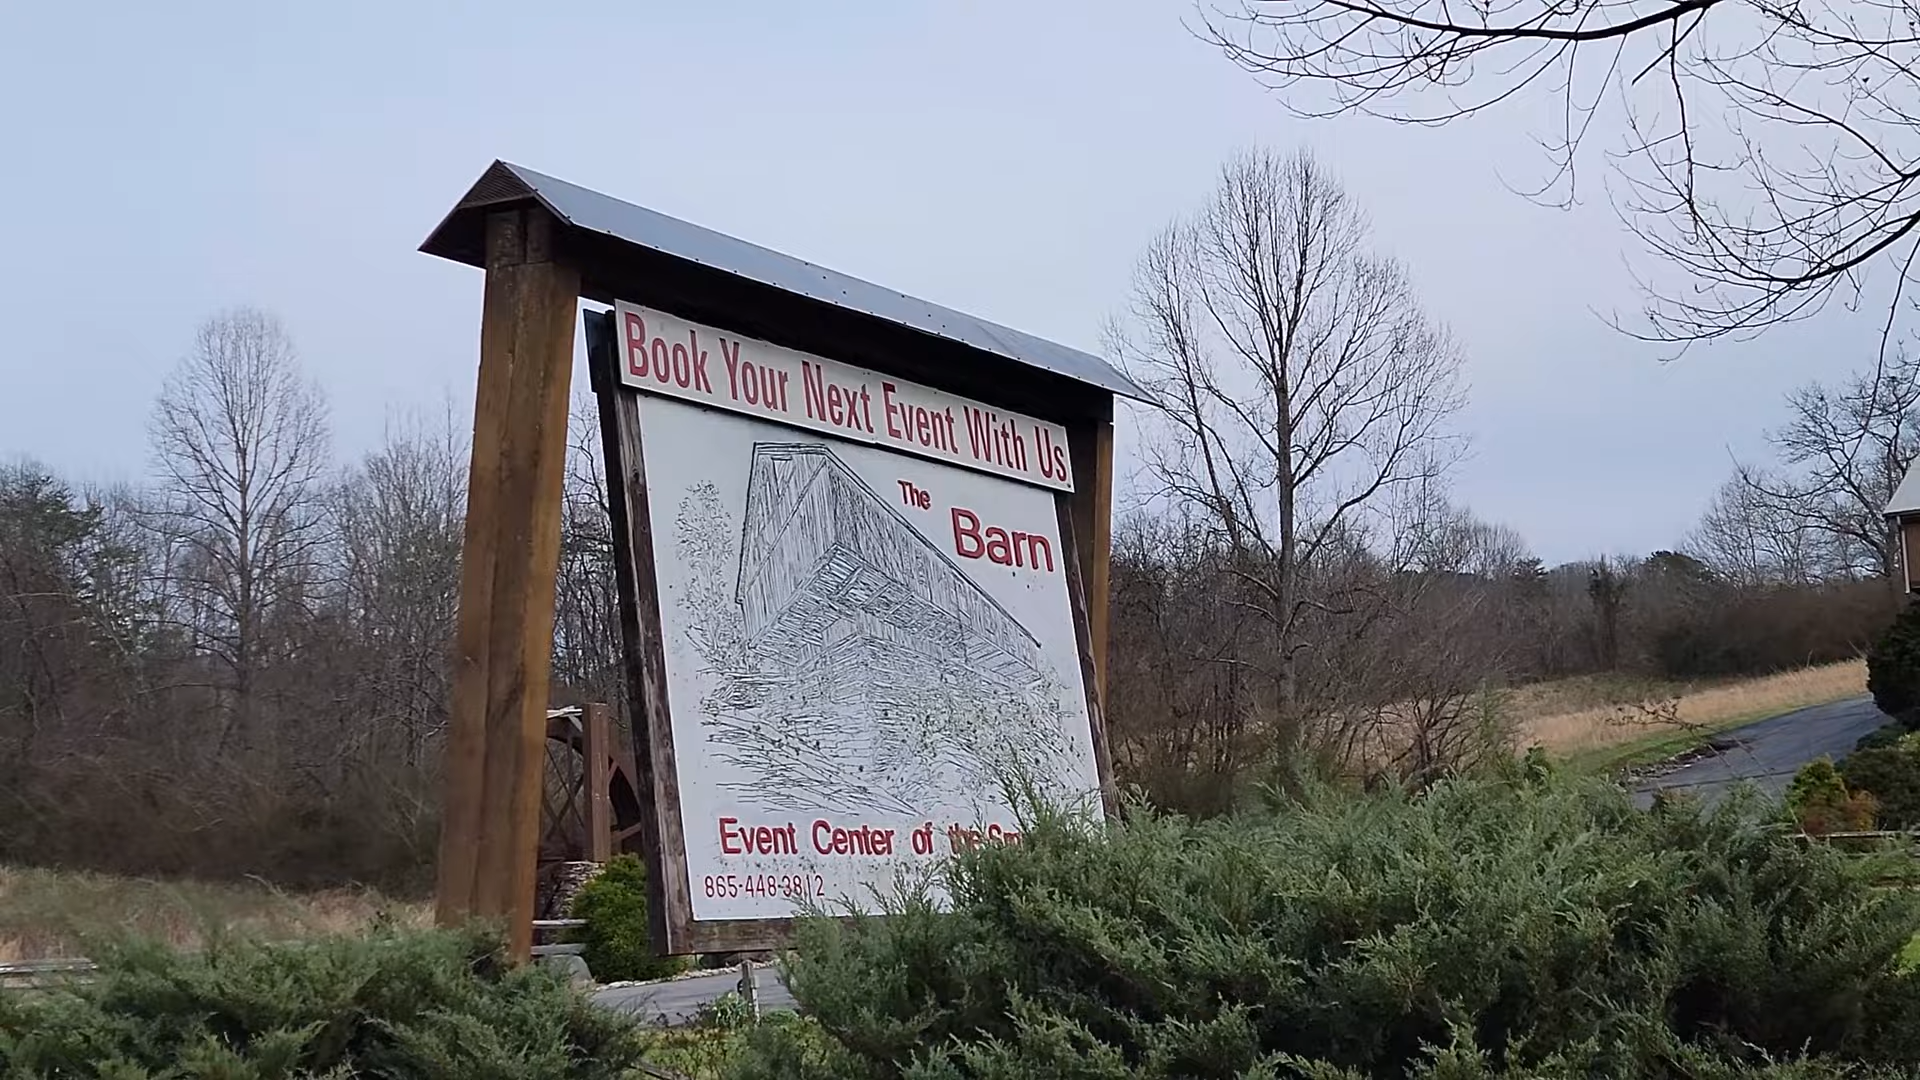 Book Your Next Event With Us.
The
Barn
Event Center of the
865-448-3812